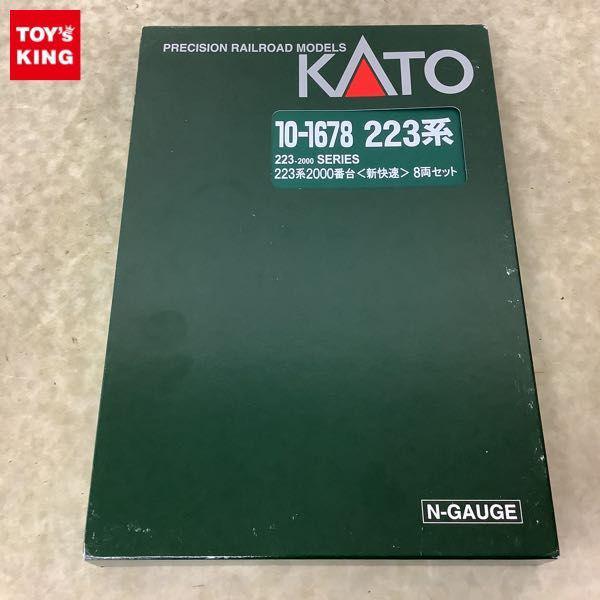 TOY's
KING
PRECISION RAILROAD MODELS
KATO
10-1678 223系
223-2000 SERIES
223系2000番台<新快速> 8両セット
N-GAUGE